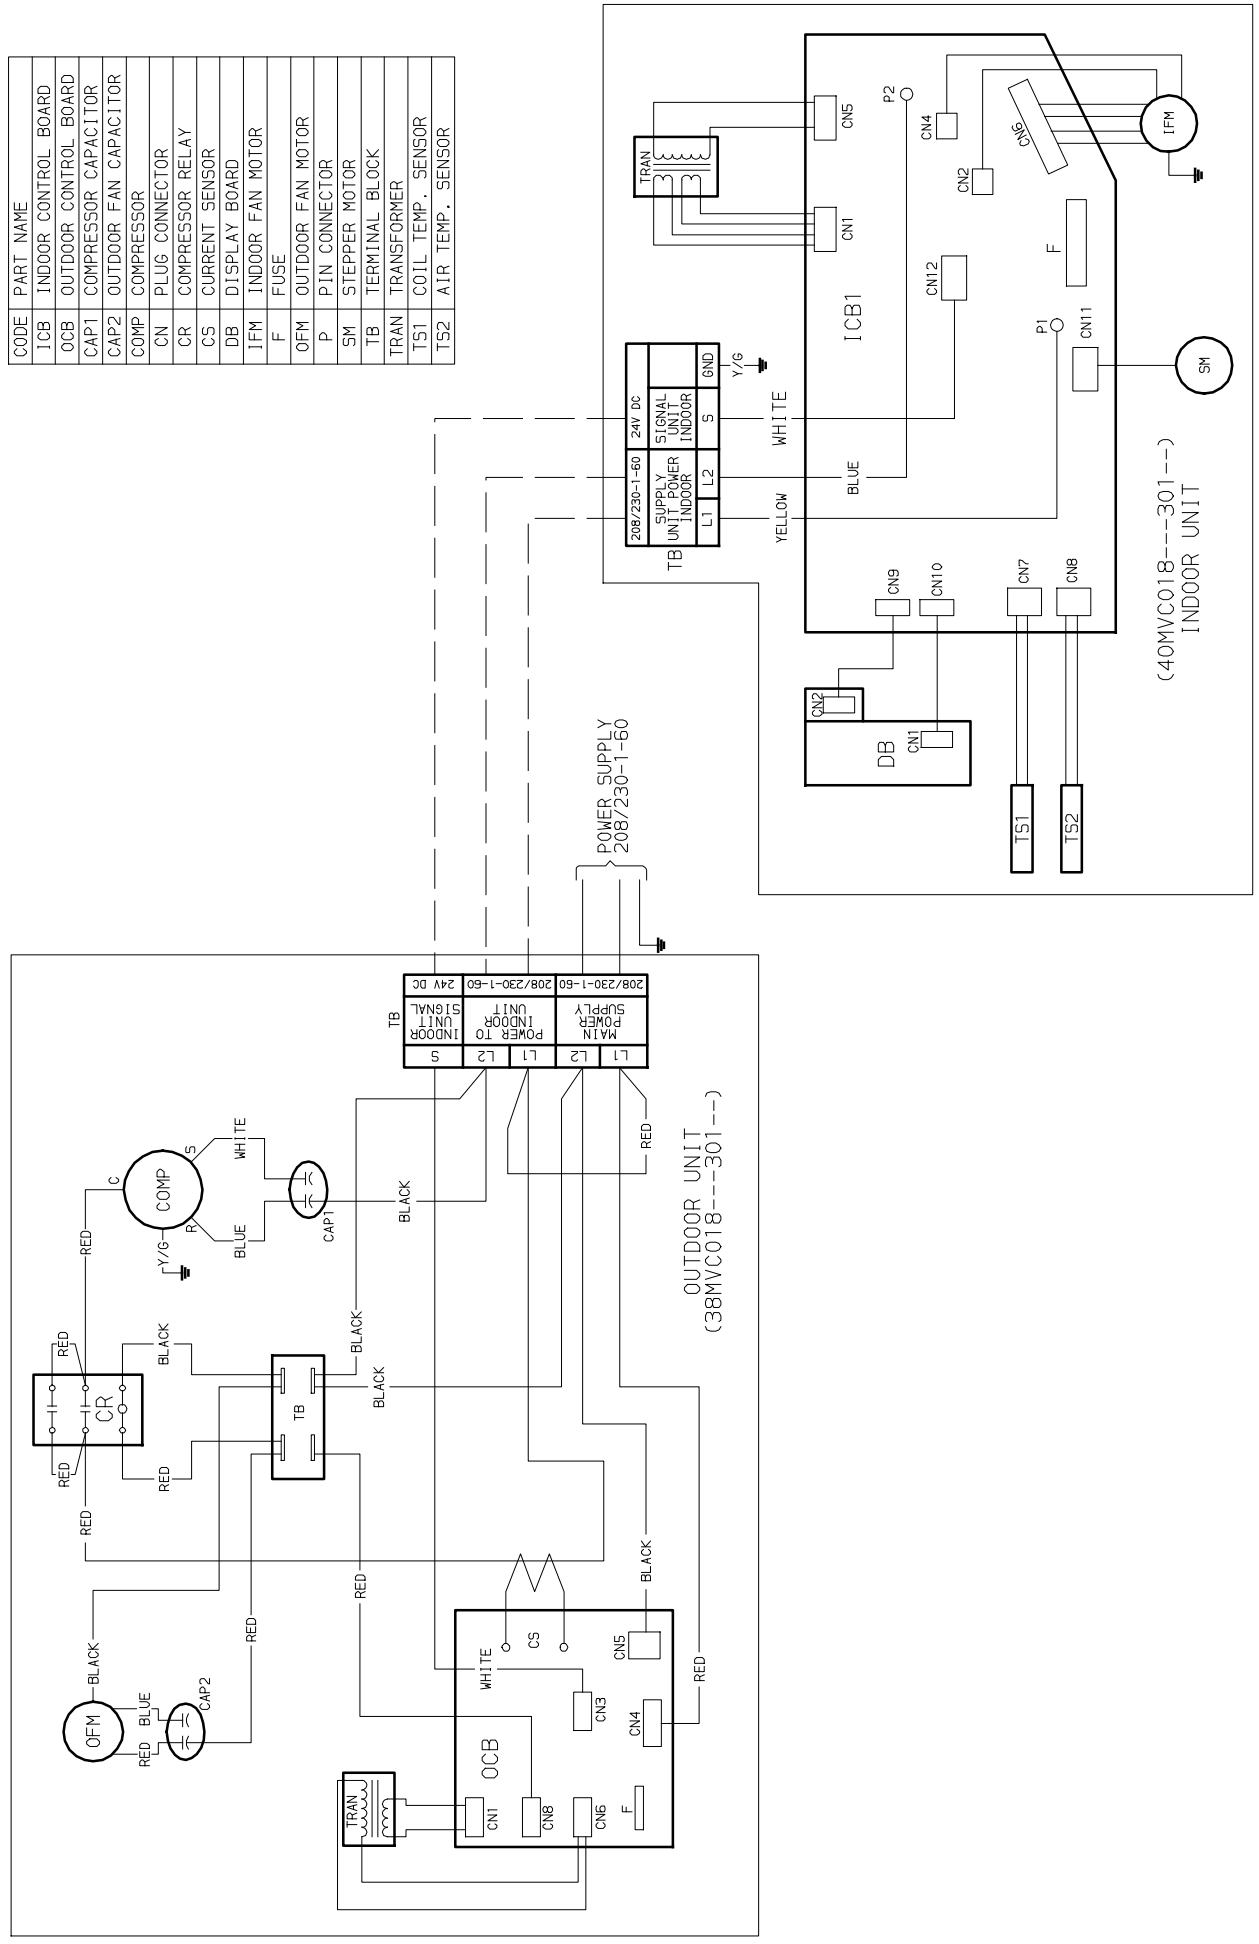 CODE PART NAME
ICB INDOOR CONTROL BOARD
OCB OUTDOOR CONTROL BOARD
CAP1 COMPRESSOR CAPACITOR
CAP2 OUTDOOR FAN CAPACITOR
COMP COMPRESSOR
CN PLUG CONNECTOR
CR COMPRESSOR RELAY
CS CURRENT SENSOR
DB DISPLAY BOARD
IFM INDOOR FAN MOTOR
F FUSE
OFM OUTDOOR FAN MOTOR
P PIN CONNECTOR
SM STEPPER MOTOR
TB TERMINAL BLOCK
TRAN TRANSFORMER
TS1 COIL TEMP. SENSOR
TS2 AIR TEMP. SENSOR
OFM
BLACK
RED
BLUE
CAP2
RED
RED
RED
RED
RED
CR
BLACK
RED
RED
C
COMP
R
S
Y/G
BLUE
WHITE
CAP1
BLACK
TB
BLACK
BLACK
RED
TRAN
OCB
CN1
CN8
CN6
F
CN3
CN4
CN5
CS
WHITE
BLACK
RED
RED
TB
S
INDOOR
UNIT
SIGNAL
24V DC
L2
L1
POWER TO
INDOOR
UNIT
208/230-1-60
L2
L1
MAIN
POWER
SUPPLY
208/230-1-60
OUTDOOR UNIT
(38MVC018---301--)
POWER SUPPLY
208/230-1-60
TB
208/230-1-60
SUPPLY
UNIT POWER
INDOOR
L1
L2
24V DC
SIGNAL
UNIT
INDOOR
S
GND
Y/G
YELLOW
BLUE
WHITE
TRAN
CN1
CN5
ICB1
P2
CN4
CN2
CN6
IFM
CN12
F
P1
CN11
SM
CN9
CN10
CN7
CN8
CN2
DB
CN1
TS1
TS2
(40MVC018---301--)
INDOOR UNIT